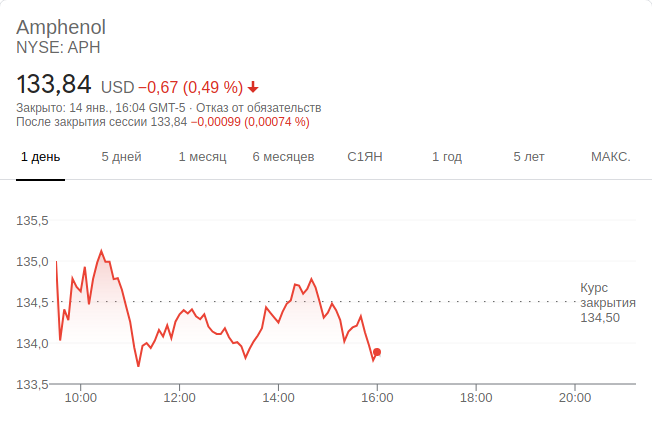 Amphenol
NYSE: APH
133,84 USD −0,67 (0,49 %)
Закрыто: 14 янв., 16:04 GMT-5 · Отказ от обязательств
После закрытия сессии 133,84 −0,00099 (0,00074 %)
1 день 5 дней 1 месяц 6 месяцев С1ЯН 1 год 5 лет МАКС.
135,5
135,0
134,5
134,0
133,5
Курс
закрытия
134,50
10:00 12:00 14:00 16:00 18:00 20:00